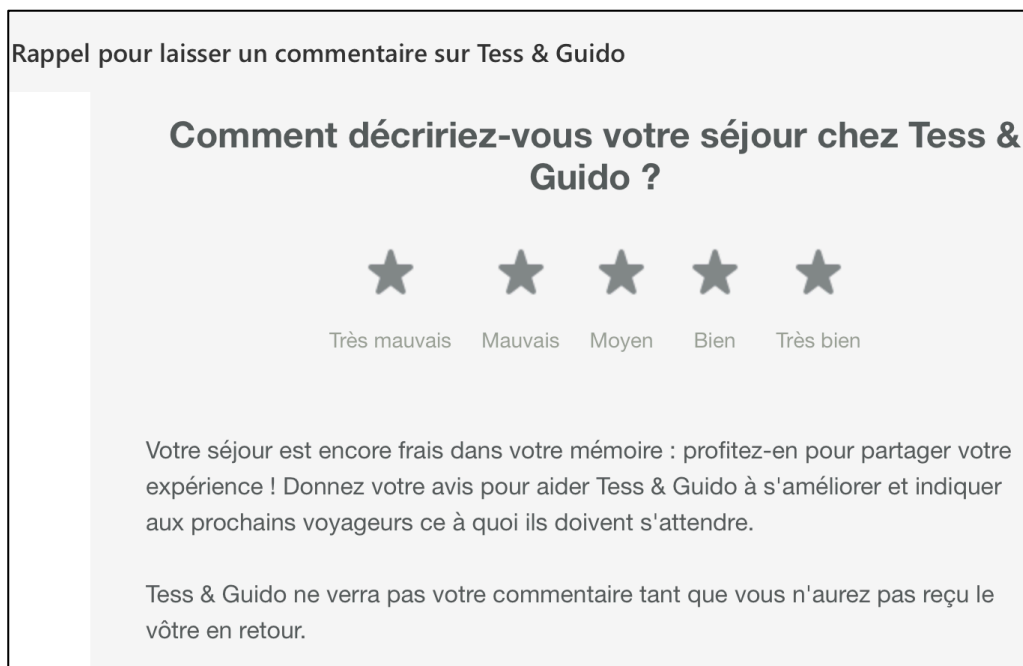 Rappel pour laisser un commentaire sur Tess & Guido
Comment décririez-vous votre séjour chez Tess &
Guido ?
Très mauvais Mauvais Moyen Bien Très bien
Votre séjour est encore frais dans votre mémoire : profitez-en pour partager votre
expérience ! Donnez votre avis pour aider Tess & Guido à s'améliorer et indiquer
aux prochains voyageurs ce à quoi ils doivent s'attendre.
Tess & Guido ne verra pas votre commentaire tant que vous n'aurez pas reçu le
vôtre en retour.